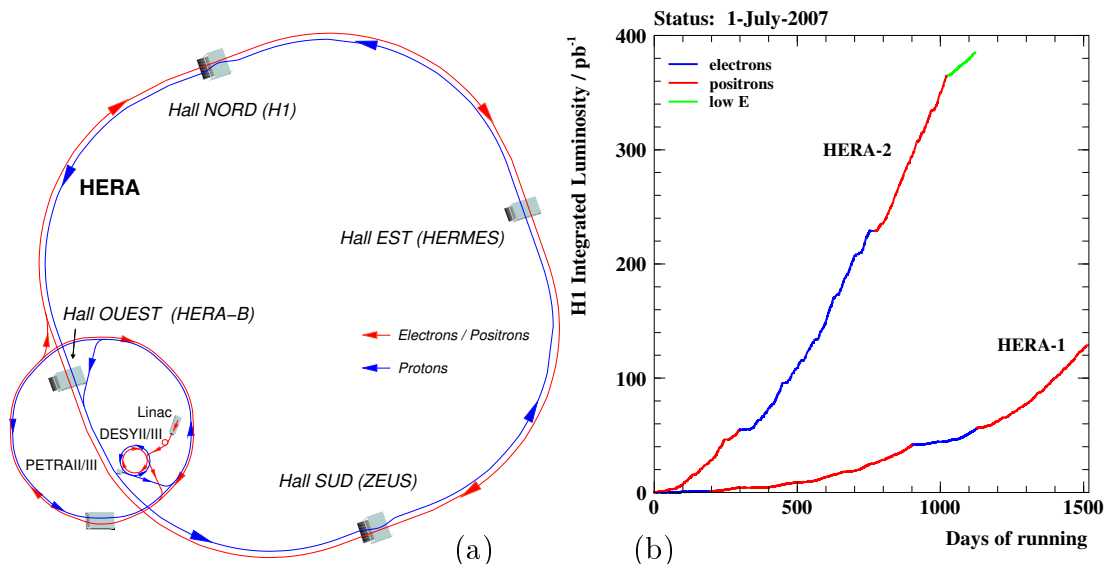 Hall NORD (H1)
HERA
Hall EST (HERMES)
Hall OUEST (HERA−B)
Electrons / Positrons
Protons
Linac
DESYII/III
PETRAII/III
Hall SUD (ZEUS)
(a)
Status: 1-July-2007
H1 Integrated Luminosity / pb⁻¹
400
300
200
100
0
electrons
positrons
low E
HERA-2
HERA-1
0
500
1000
1500
Days of running
(b)